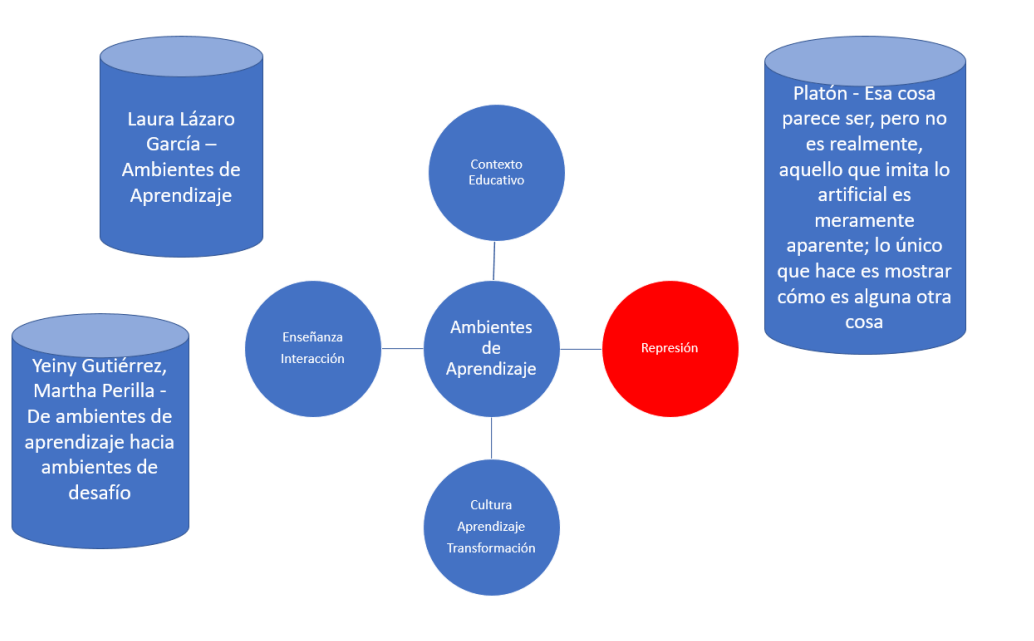 Laura Lázaro
García –
Ambientes de
Aprendizaje
Platón - Esa cosa
parece ser, pero no
es realmente,
aquello que imita lo
artificial es
meramente
aparente; lo único
que hace es mostrar
cómo es alguna otra
cosa
Contexto
Educativo
Enseñanza
Interacción
Ambientes
de
Aprendizaje
Represión
Yeiny Gutiérrez,
Martha Perilla -
De ambientes de
aprendizaje hacia
ambientes de
desafío
Cultura
Aprendizaje
Transformación